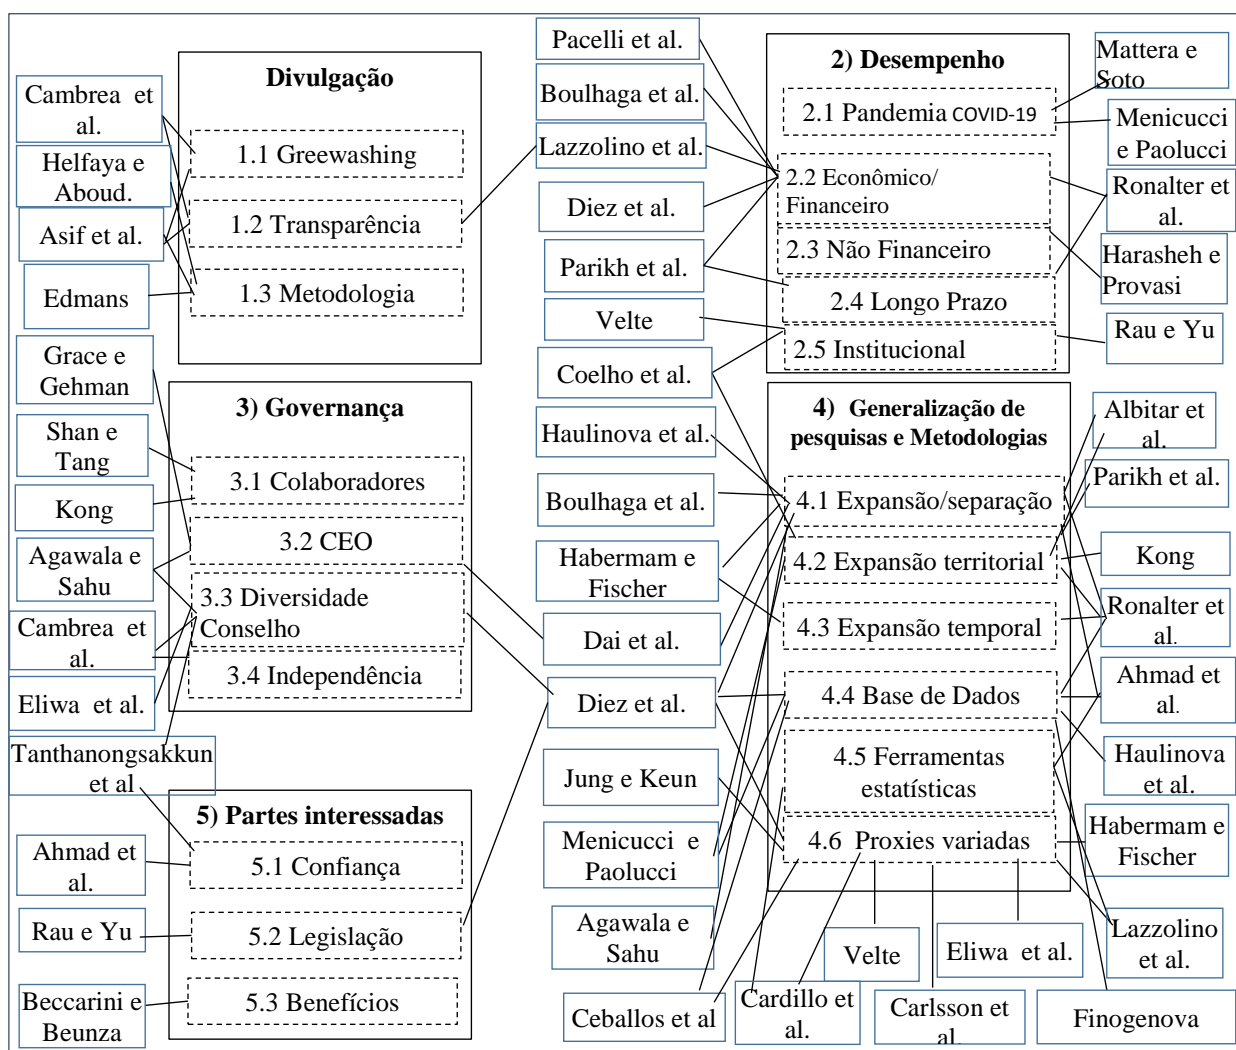 Divulgação
Cambrea et
al.
Helfaya e
Aboud.
Asif et al.
Edmans
1.1 Greewashing
1.2 Transparência
1.3 Metodologia
Grace e
Gehman
Shan e
Tang
Kong
Agawala e
Sahu
Cambrea et
al.
Eliwa et al.
Tanthanongsakkun
et al
3) Governança
3.1 Colaboradores
3.2 CEO
3.3 Diversidade
Conselho
3.4 Independência
5) Partes interessadas
Ahmad et
al.
Rau e Yu
Beccarini e
Beunza
5.1 Confiança
5.2 Legislação
5.3 Benefícios
Pacelli et al.
Boulhaga et al.
Lazzolino et al.
Diez et al.
Parikh et al.
Velte
Coelho et al.
Haulinova et al.
Boulhaga et al.
Habermam e
Fischer
Dai et al.
Diez et al.
Jung e Keun
Menicucci e
Paolucci
Agawala e
Sahu
Ceballos et al
2) Desempenho
2.1 Pandemia COVID-19
2.2 Econômico/
Financeiro
2.3 Não Financeiro
2.4 Longo Prazo
2.5 Institucional
Mattera e
Soto
Menicucci
e Paolucci
Ronalter et
al.
Harasheh e
Provasi
Rau e Yu
4) Generalização de
pesquisas e Metodologias
4.1 Expansão/separação
4.2 Expansão territorial
4.3 Expansão temporal
4.4 Base de Dados
4.5 Ferramentas
estatísticas
4.6 Proxies variadas
Albitar et
al.
Parikh et al.
Kong
Ronalter et
al.
Ahmad et
al.
Haulinova
et al.
Habermam e
Fischer
Lazzolino
et al.
Velte
Eliwa et al.
Cardillo et
al.
Carlsson et
al.
Finogenova